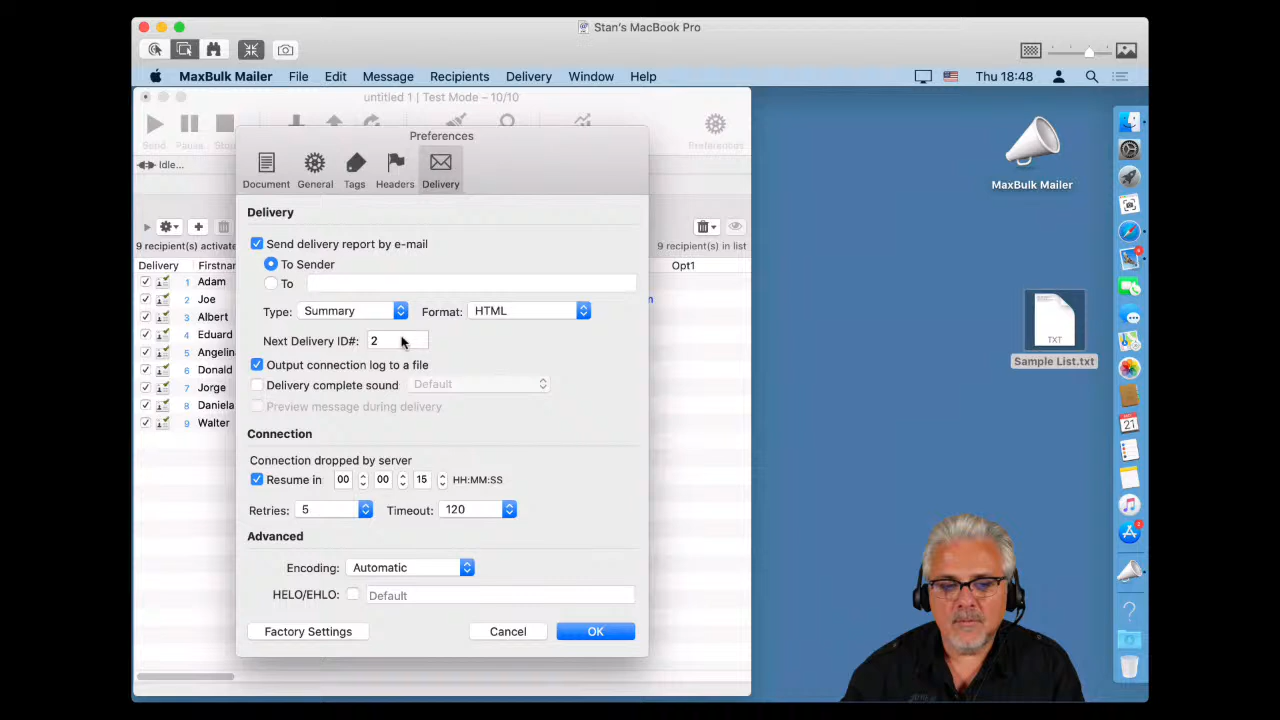 Stan's MacBook Pro
MaxBulk Mailer File Edit Message Recipients Delivery Window Help Thu 18:48
untitled 1 | Test Mode – 10/10
Send Pause Preferences
Idle...
Preferences
Document General Tags Headers Delivery
9 recipient(s) 9 recipient(s) in list
Delivery Opt1
1 Adam
2 Joe
3 Albert
4 Eduard
5
6 Donald
7 Jorge
8 Daniela
9 Walter
Delivery
Send delivery report by e-mail
To Sender
To
Type: Summary Format: HTML
Next Delivery ID#: 2
Output connection log to a file
Delivery complete sound Default
Preview message during delivery
Connection
Connection dropped by server
Resume in 00 00 15 HH:MM:SS
Retries: 5 Timeout: 120
Advanced
Encoding: Automatic
HELO/EHLO: Default
Factory Settings Cancel OK
MaxBulk Mailer
TXT
Sample List.txt
21